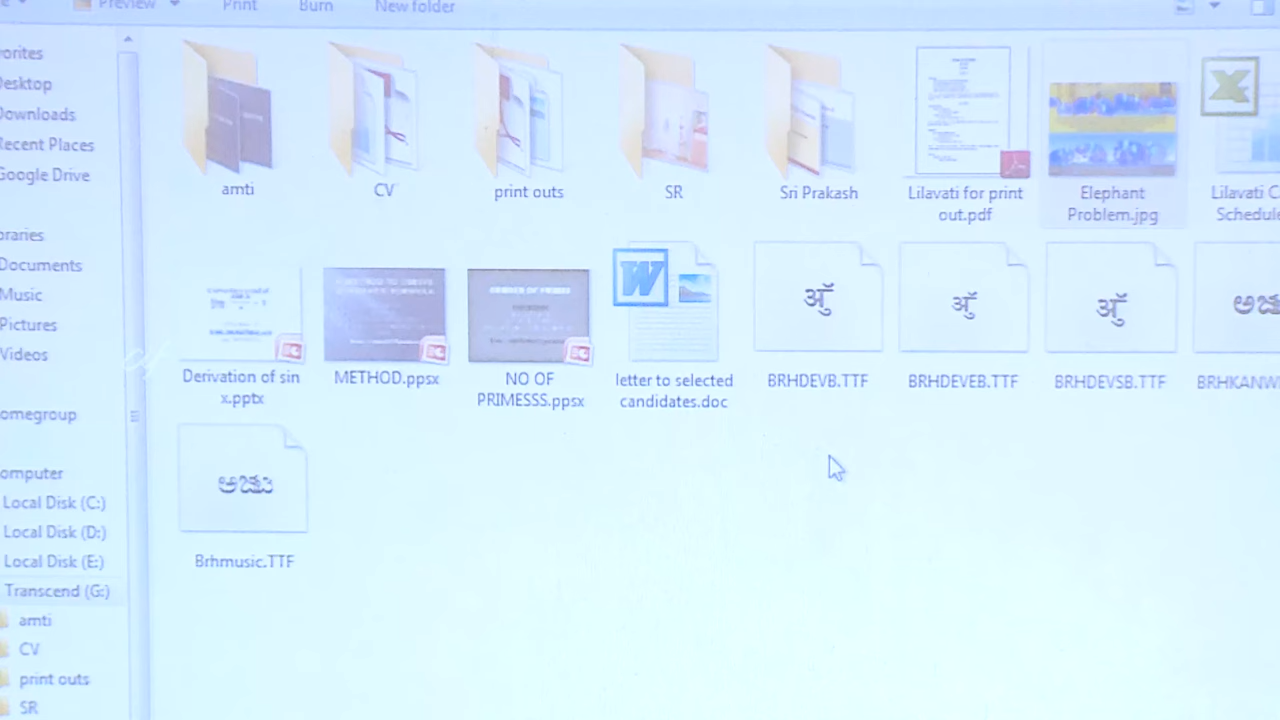 Preview Print Burn New folder
orites
Desktop
Downloads
Recent Places
Google Drive
braries
Documents
Music
Pictures
Videos
omegroup
omputer
Local Disk (C:)
Local Disk (D:)
Local Disk (E:)
Transcend (G:)
amti
CV
print outs
SR
amti
CV
print outs
SR
Sri Prakash
Lilavati for print
out.pdf
Elephant
Problem.jpg
Lilavati C
Schedule
Derivation of sin
x.pptx
METHOD.ppsx
NO OF
PRIMESSS.ppsx
letter to selected
candidates.doc
अॅु
BRHDEVB.TTF
अॅु
BRHDEVEB.TTF
अॅु
BRHDEVSB.TTF
BRHKANW
Brhmusic.TTF